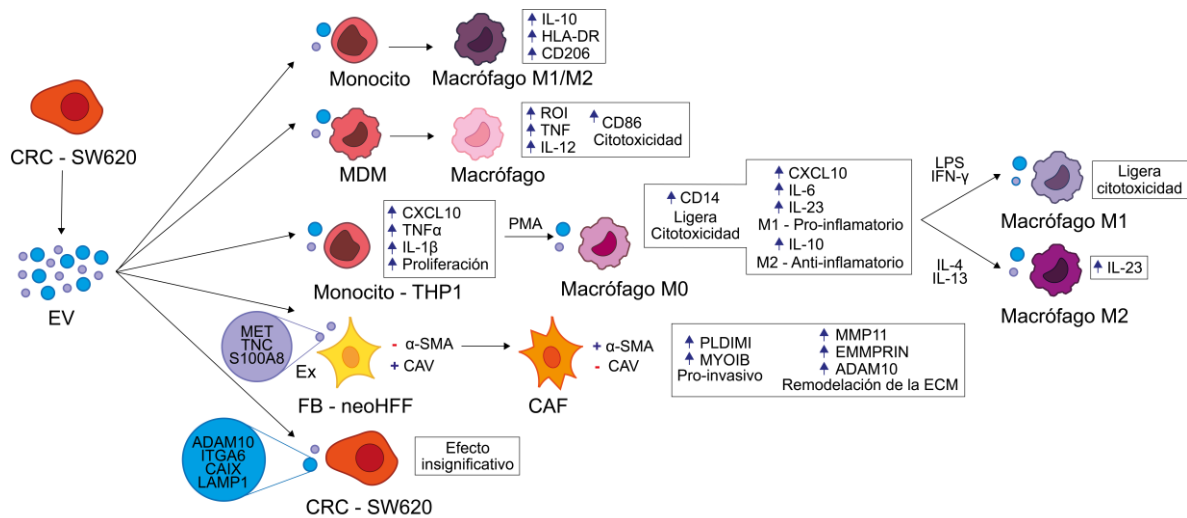 CRC - SW620
EV
Monocito
Macrófago M1/M2
IL-10
HLA-DR
CD206
MDM
Macrófago
ROI
TNF
IL-12
CD86
Citotoxicidad
Monocito - THP1
CXCL10
TNFα
IL-1β
Proliferación
PMA
Macrófago M0
CD14
Ligera
Citotoxicidad
CXCL10
IL-6
IL-23
M1 - Pro-inflamatorio
IL-10
M2 - Anti-inflamatorio
LPS
IFN-γ
Macrófago M1
Ligera
citotoxicidad
IL-4
IL-13
Macrófago M2
IL-23
MET
TNC
S100A8
Ex
FB - neoHFF
- α-SMA
+ CAV
CAF
+ α-SMA
- CAV
PLDIMI
MYOIB
Pro-invasivo
MMP11
EMMPRIN
ADAM10
Remodelación de la ECM
ADAM10
ITGA6
CAIX
LAMP1
CRC - SW620
Efecto
insignificativo